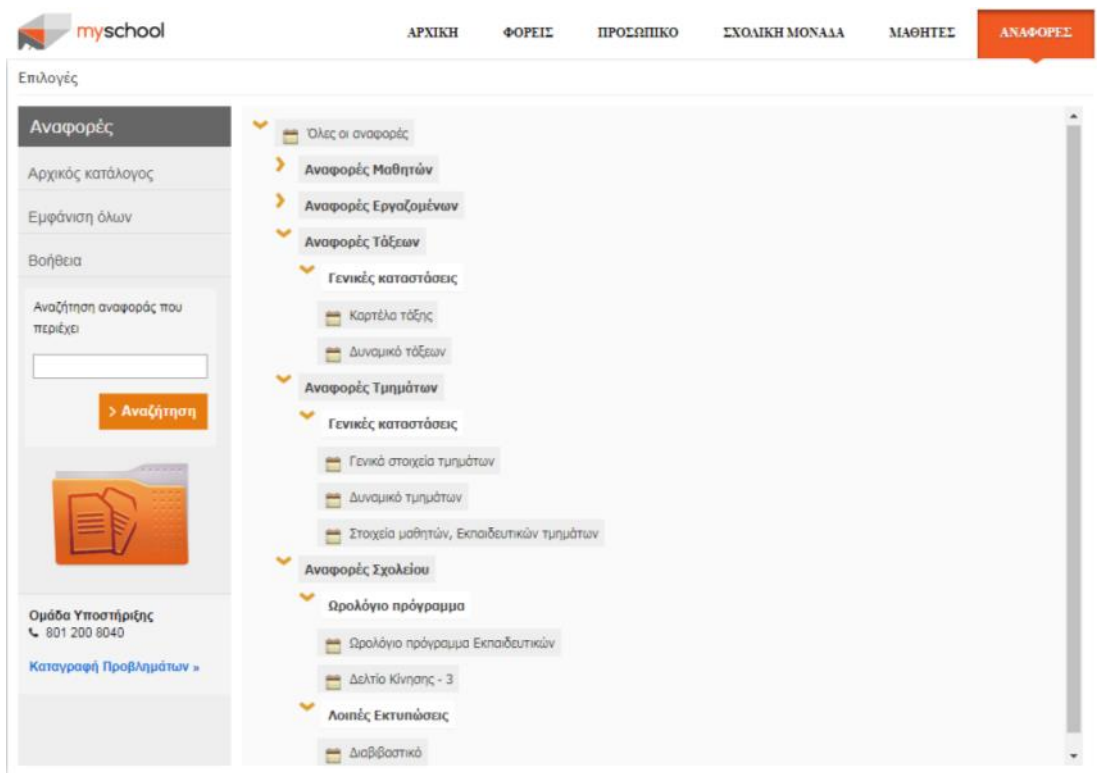 myschool
ΑΡΧΙΚΗ ΦΟΡΕΙΣ ΠΡΟΣΩΠΙΚΟ ΣΧΟΛΙΚΗ ΜΟΝΑΔΑ ΜΑΘΗΤΕΣ ΑΝΑΦΟΡΕΣ
Επιλογές
Αναφορές
Αρχικός κατάλογος
Εμφάνιση όλων
Βοήθεια
Αναζήτηση αναφοράς που
περιέχει
> Αναζήτηση
Ομάδα Υποστήριξης
801 200 8040
Καταγραφή Προβλημάτων »
Όλες οι αναφορές
Αναφορές Μαθητών
Αναφορές Εργαζομένων
Αναφορές Τάξεων
Γενικές καταστάσεις
Καρτέλα τάξης
Δυναμικό τάξεων
Αναφορές Τμημάτων
Γενικές καταστάσεις
Γενικά στοιχεία τμημάτων
Δυναμικό τμημάτων
Στοιχεία μαθητών, Εκπαιδευτικών τμημάτων
Αναφορές Σχολείου
Ωρολόγιο πρόγραμμα
Ωρολόγιο πρόγραμμα Εκπαιδευτικών
Δελτίο Κίνησης - 3
Λοιπές Εκτυπώσεις
Διαβιβαστικό